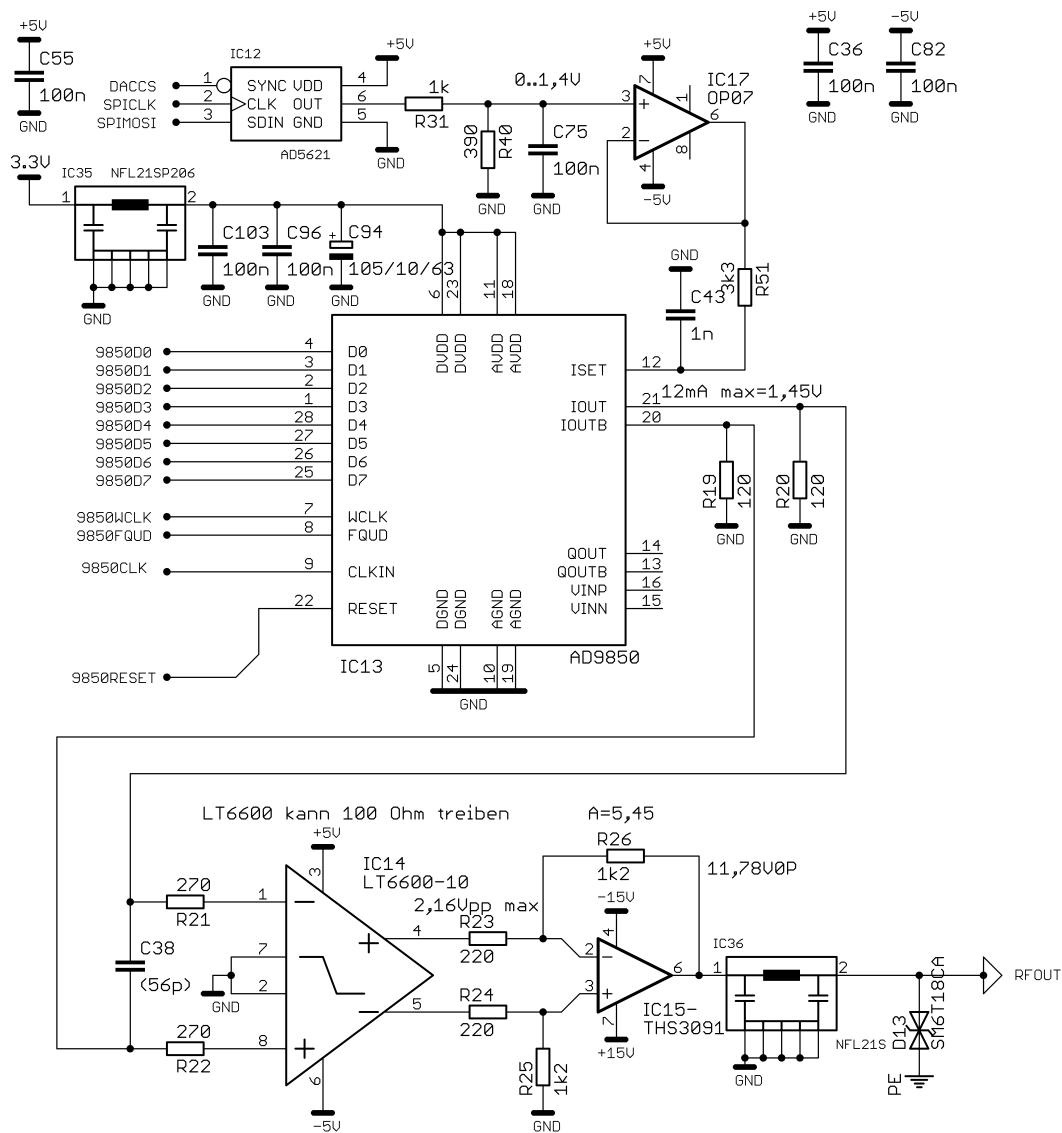 +5V
C55
100n
GND
IC12
DACCS
SPICLK
SPIMOSI
1
2
3
SYNC VDD
CLK OUT
SDIN GND
4
6
5
AD5621
+5V
GND
1k
R31
0..1,4V
390
R40
GND
C75
100n
GND
+5V
7
3
2
+
−
4
-5V
1
6
8
IC17
OP07
+5V
C36
100n
GND
-5V
C82
100n
GND
3.3V
IC35
NFL21SP206
1
2
GND
C103
100n
GND
C96
100n
GND
+
C94
105/10/63
GND
6
23
11
18
GND
C43
1n
3k3
R51
9850D0
9850D1
9850D2
9850D3
9850D4
9850D5
9850D6
9850D7
9850WCLK
9850FQUD
9850CLK
9850RESET
4
3
2
1
28
27
26
25
7
8
9
22
D0
D1
D2
D3
D4
D5
D6
D7
WCLK
FQUD
CLKIN
RESET
DVDD
DVDD
AVDD
AVDD
ISET
IOUT
IOUTB
QOUT
QOUTB
VINP
VINN
12
21
20
14
13
16
15
12mA max=1,45V
R19
120
GND
R20
120
GND
DGND
DGND
AGND
AGND
IC13
AD9850
5
24
10
19
GND
LT6600 kann 100 Ohm treiben
+5V
3
IC14
LT6600-10
2,16Vpp max
270
R21
1
−
C38
(56p)
7
2
GND
270
R22
8
+
6
-5V
+
4
−
5
R23
220
R24
220
R25
1k2
GND
A=5,45
R26
1k2
11,78V0P
-15V
4
2
3
−
+
6
7
+15V
IC15-
THS3091
IC36
1
2
NFL21S
GND
D13
SM6T18CA
PE
RFOUT